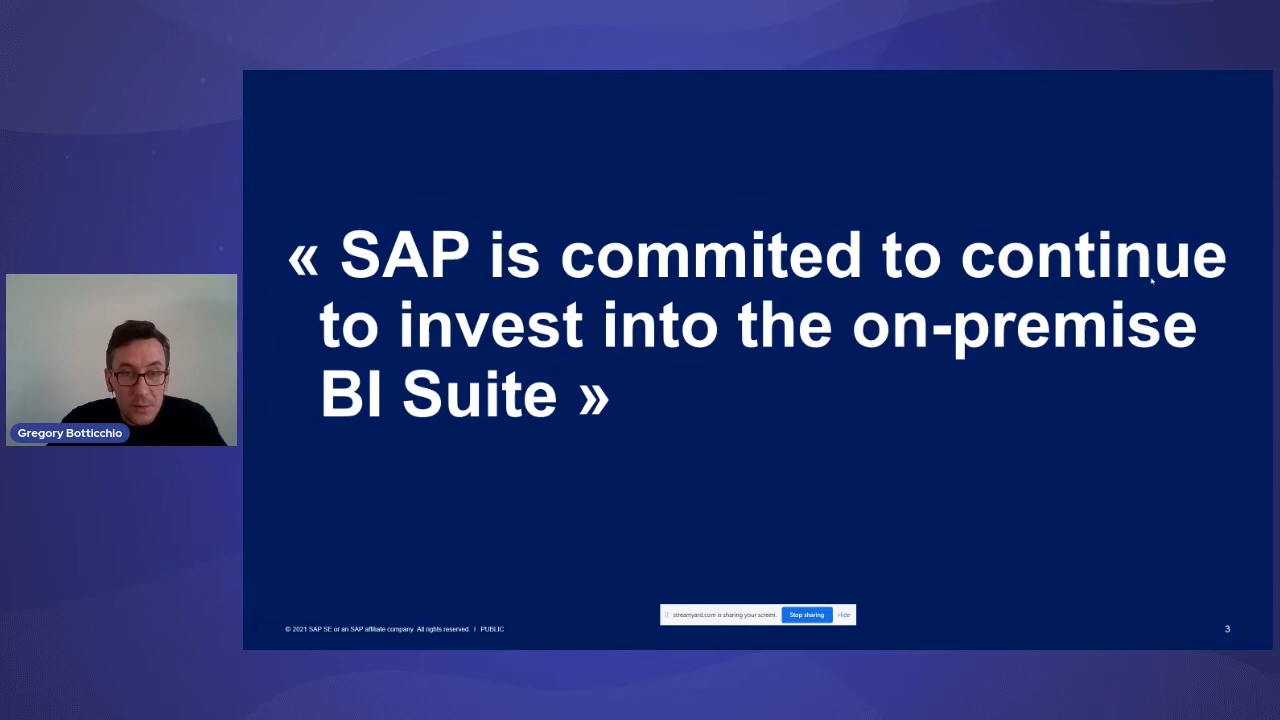 « SAP is commited to continue
to invest into the on-premise
BI Suite »
Gregory Botticchio
streamyard.com is sharing your screen. Stop sharing Hide
© 2021 SAP SE or an SAP affiliate company. All rights reserved. I PUBLIC
3